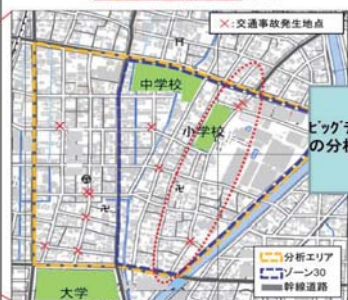 ×:交通事故発生地点
中学校
小学校
ビッグデ
の分析
分析エリア
ゾーン30
幹線道路
大学